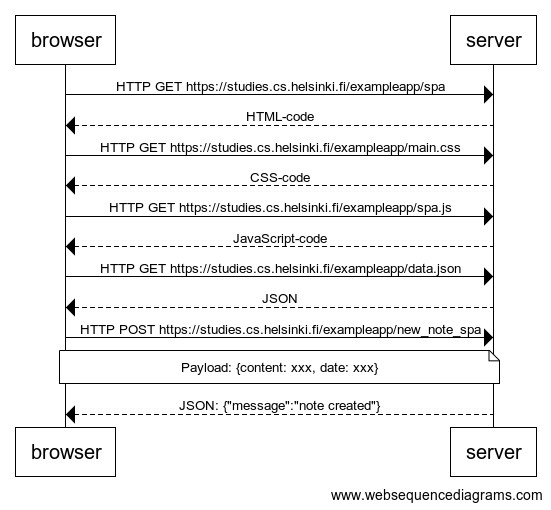 browser server
HTTP GET https://studies.cs.helsinki.fi/exampleapp/spa
HTML-code
HTTP GET https://studies.cs.helsinki.fi/exampleapp/main.css
CSS-code
HTTP GET https://studies.cs.helsinki.fi/exampleapp/spa.js
JavaScript-code
HTTP GET https://studies.cs.helsinki.fi/exampleapp/data.json
JSON
HTTP POST https://studies.cs.helsinki.fi/exampleapp/new_note_spa
Payload: {content: xxx, date: xxx}
JSON: {"message":"note created"}
browser server
www.websequencediagrams.com